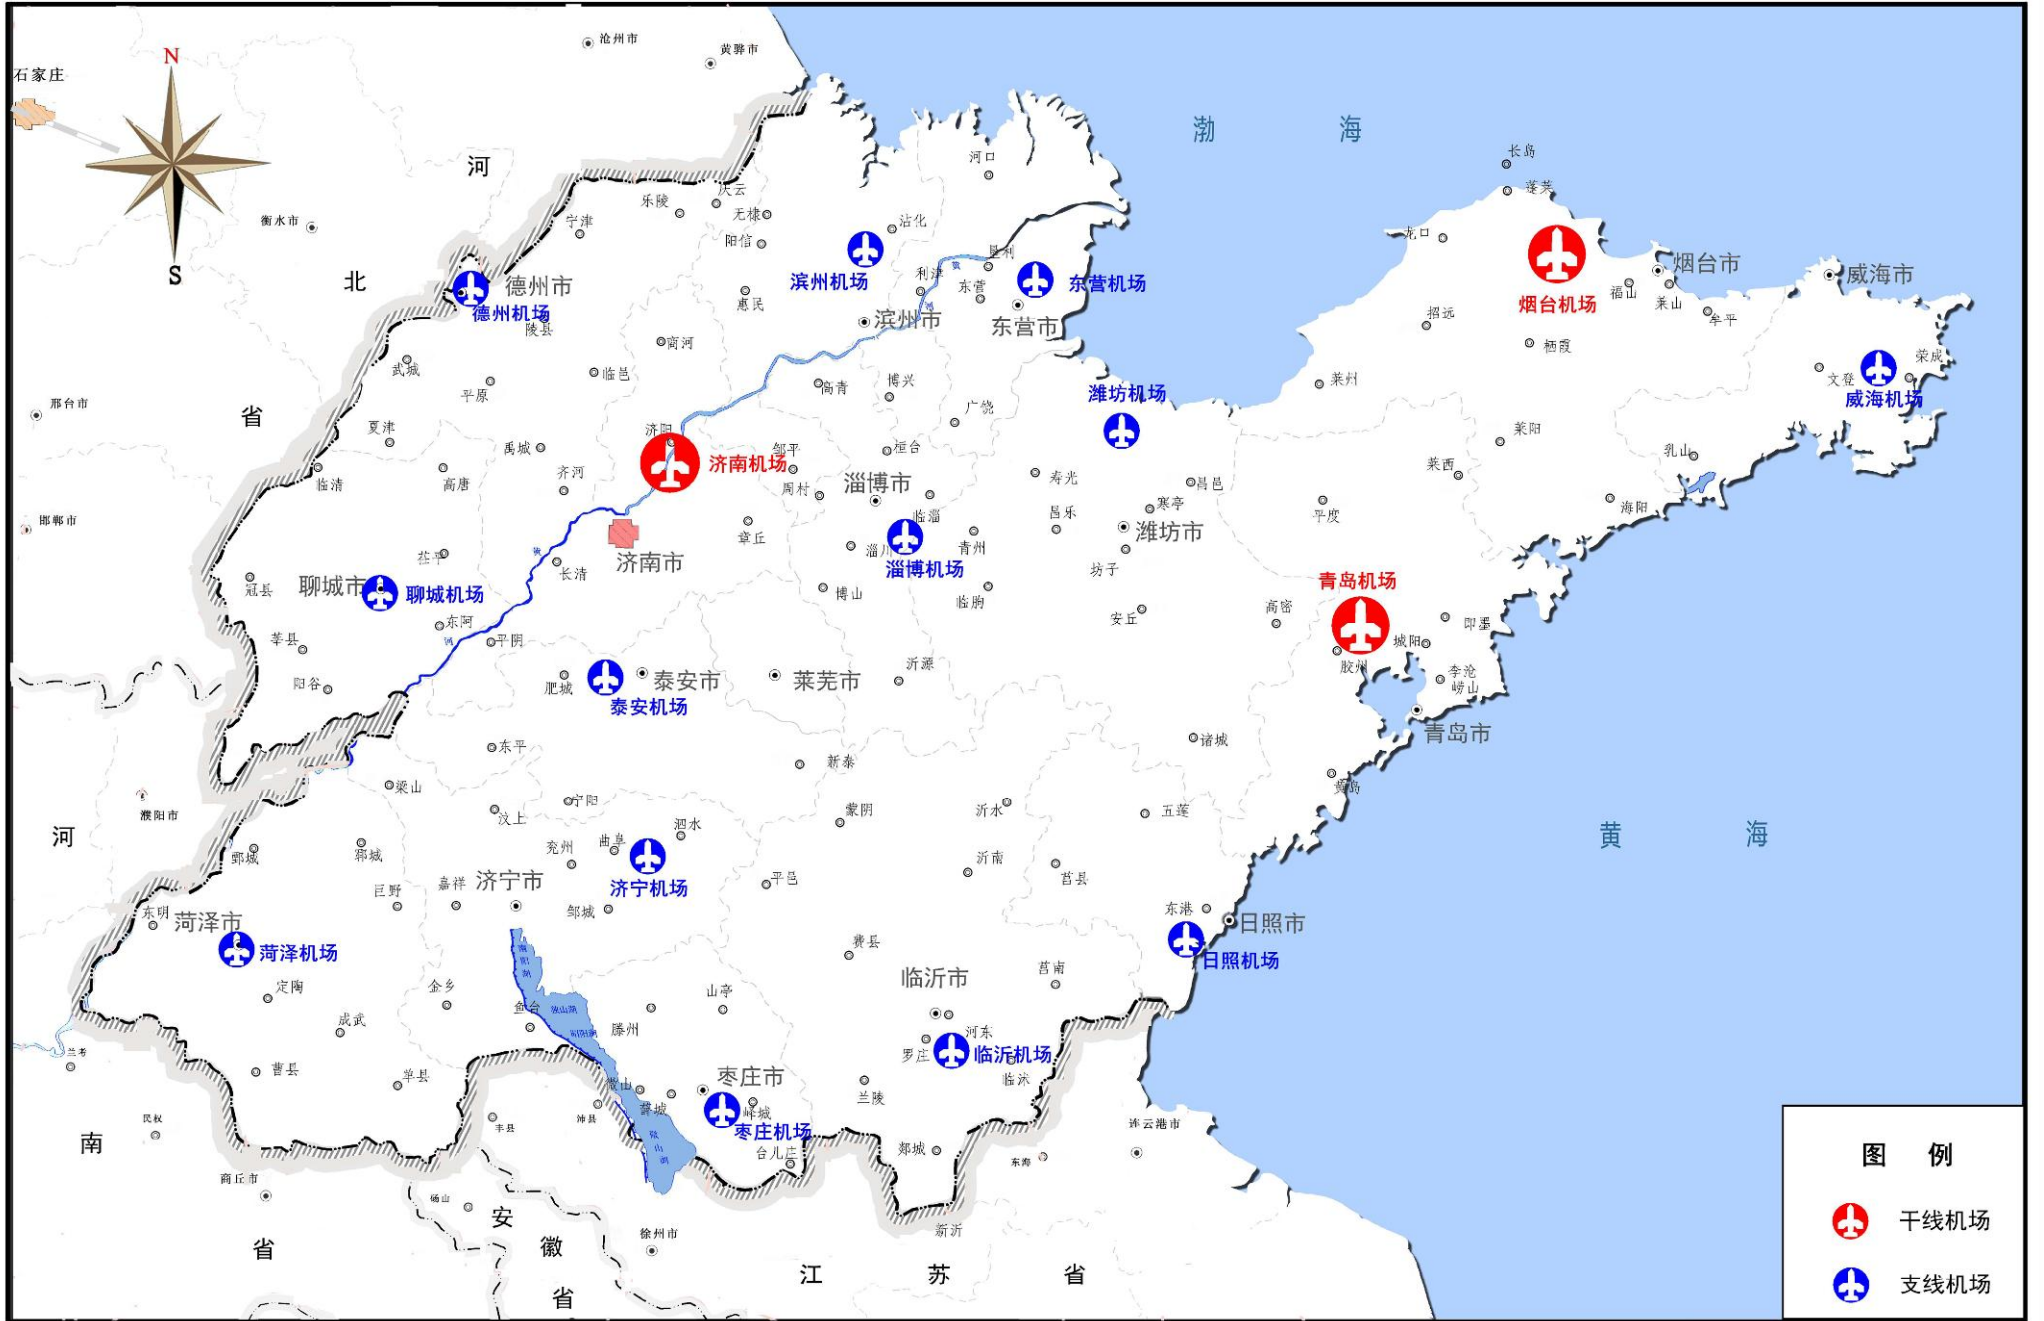 沧州市
黄骅市
N
石家庄
渤 海
长岛
河口
河
蓬莱
庆云
乐陵
无棣
宁津
沾化
衡水市
阳信
龙口
垦利
黄
烟台市
威海市
S
北
德州市
滨州机场
利津
东营
东营机场
福山
莱山
惠民
河
烟台机场
德州机场
滨州市
东营市
招远
牟平
陵县
商河
栖霞
荣成
武城
临邑
高青
博兴
莱州
文登
平原
潍坊机场
威海机场
邢台市
省
广饶
夏津
济阳
莱阳
禹城
邹平
桓台
乳山
济南机场
齐河
莱西
临清
高唐
周村
淄博市
寿光
昌邑
寒亭
海阳
邯郸市
临淄
昌乐
平度
章丘
潍坊市
茌平
黄
济南市
淄川
青州
长清
淄博机场
坊子
青岛机场
聊城市
冠县
聊城机场
博山
临朐
高密
东阿
安丘
即墨
莘县
河
平阴
城阳
沂源
胶州
李沧
阳谷
肥城
泰安市
莱芜市
崂山
泰安机场
青岛市
东平
诸城
新泰
梁山
黄岛
濮阳市
宁阳
汶上
蒙阴
沂水
五莲
河
泗水
黄 海
鄄城
郓城
兖州
曲阜
沂南
巨野
嘉祥
济宁市
济宁机场
平邑
莒县
东明
菏泽市
邹城
东港
日照市
菏泽机场
南
阳
湖
费县
日照机场
定陶
金乡
临沂市
莒南
山亭
鱼台
独山湖
成武
滕州
昭阳湖
河东
兰考
罗庄
临沂机场
曹县
单县
微山
枣庄市
临沭
兰陵
薛城
峄城
民权
丰县
沛县
枣庄机场
连云港市
南
微
山
湖
台儿庄
郯城
东海
图 例
商丘市
砀山
安
徐州市
新沂
干线机场
省
徽
江 苏 省
支线机场
省